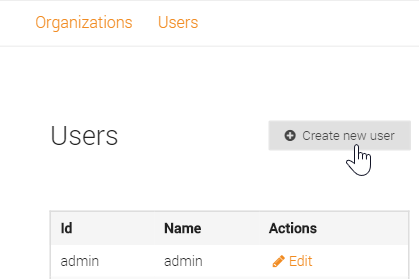 Organizations Users
Users
Create new user
Id Name Actions
admin admin Edit